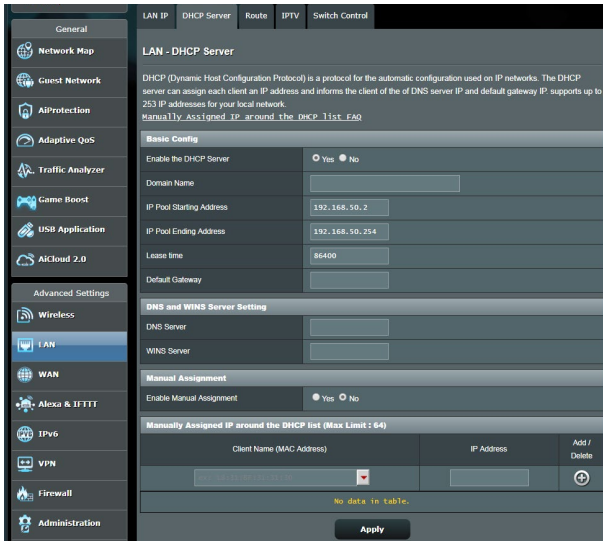 General
Network Map
Guest Network
AiProtection
Adaptive QoS
Traffic Analyzer
Game Boost
USB Application
AiCloud 2.0
Advanced Settings
Wireless
LAN
WAN
Alexa & IFTTT
IPv6
VPN
Firewall
Administration
LAN IP DHCP Server Route IPTV Switch Control
LAN - DHCP Server
DHCP (Dynamic Host Configuration Protocol) is a protocol for the automatic configuration used on IP networks. The DHCP
server can assign each client an IP address and informs the client of the of DNS server IP and default gateway IP. supports up to
253 IP addresses for your local network.
Manually Assigned IP around the DHCP list FAQ
Basic Config
Enable the DHCP Server Yes No
Domain Name
IP Pool Starting Address 192.168.50.2
IP Pool Ending Address 192.168.50.254
Lease time 86400
Default Gateway
DNS and WINS Server Setting
DNS Server
WINS Server
Manual Assignment
Enable Manual Assignment Yes No
Manually Assigned IP around the DHCP list (Max Limit : 64)
Client Name (MAC Address) IP Address Add /
Delete
No data in table.
Apply